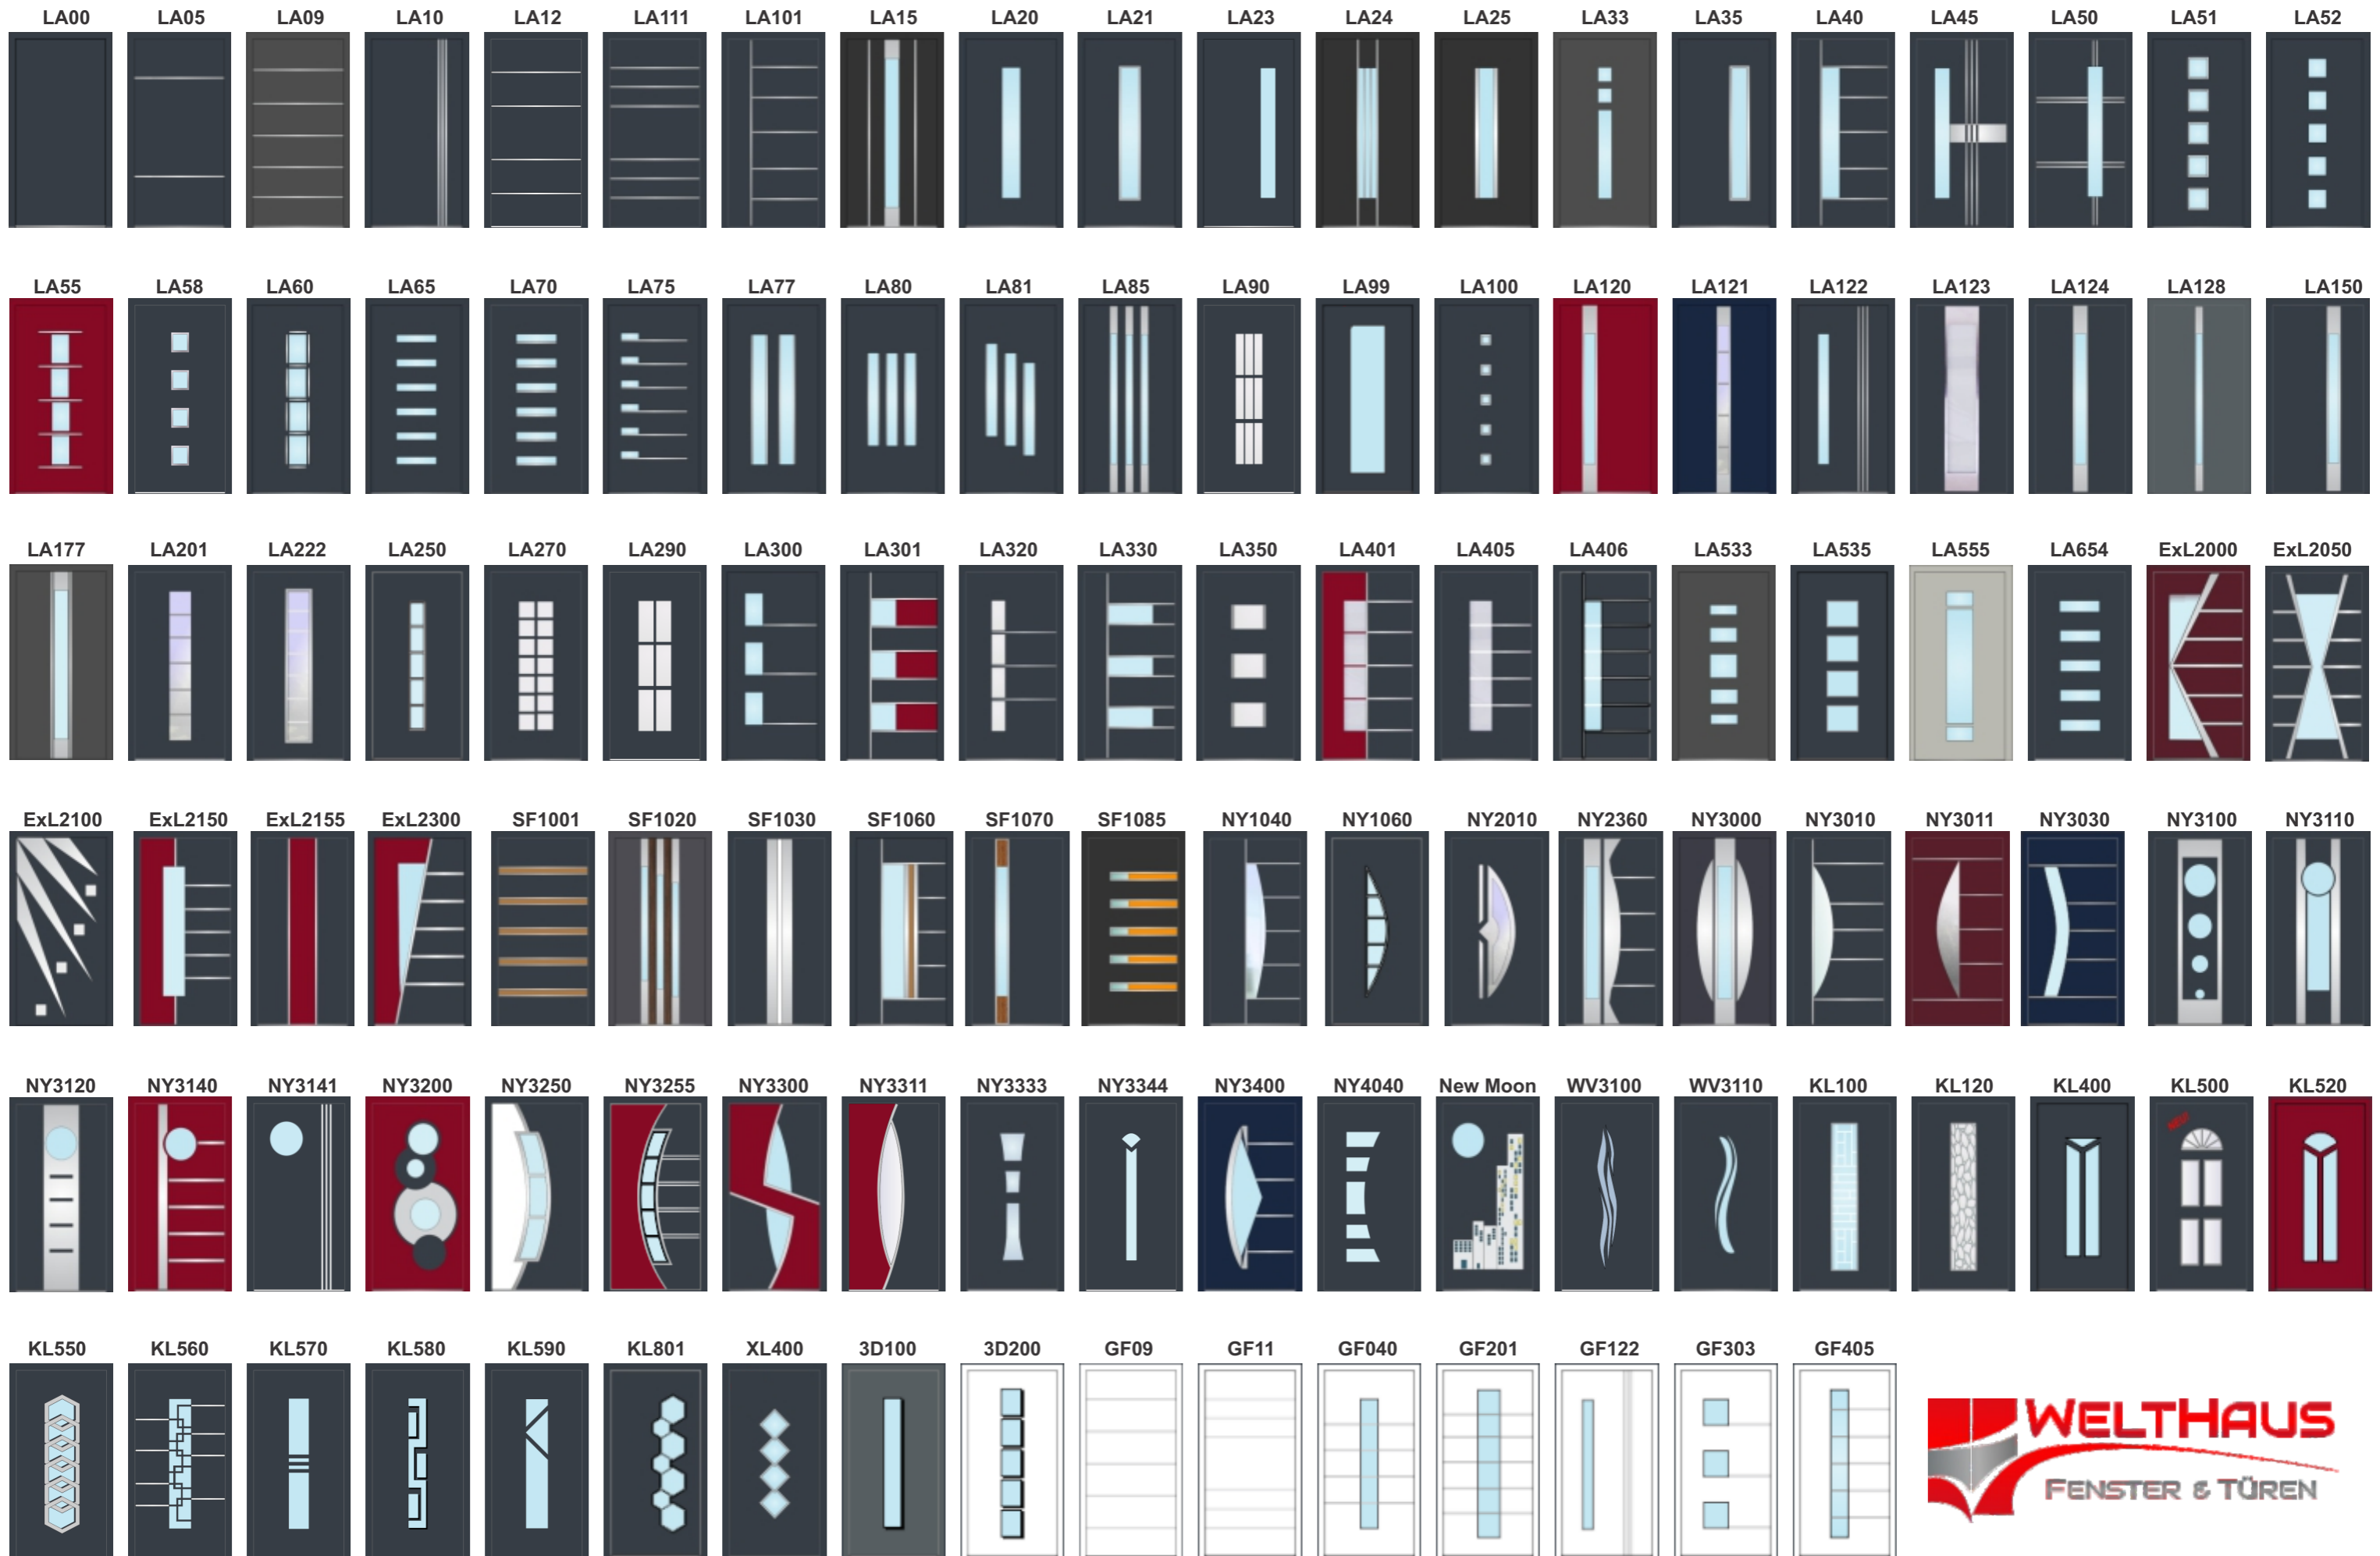 LA00 LA05 LA09 LA10 LA12 LA111 LA101 LA15 LA20 LA21 LA23 LA24 LA25 LA33 LA35 LA40 LA45 LA50 LA51 LA52
LA55 LA58 LA60 LA65 LA70 LA75 LA77 LA80 LA81 LA85 LA90 LA99 LA100 LA120 LA121 LA122 LA123 LA124 LA128 LA150
LA177 LA201 LA222 LA250 LA270 LA290 LA300 LA301 LA320 LA330 LA350 LA401 LA405 LA406 LA533 LA535 LA555 LA654 ExL2000 ExL2050
ExL2100 ExL2150 ExL2155 ExL2300 SF1001 SF1020 SF1030 SF1060 SF1070 SF1085 NY1040 NY1060 NY2010 NY2360 NY3000 NY3010 NY3011 NY3030 NY3100 NY3110
NY3120 NY3140 NY3141 NY3200 NY3250 NY3255 NY3300 NY3311 NY3333 NY3344 NY3400 NY4040 New Moon WV3100 WV3110 KL100 KL120 KL400 KL500 KL520
KL550 KL560 KL570 KL580 KL590 KL801 XL400 3D100 3D200 GF09 GF11 GF040 GF201 GF122 GF303 GF405
WELTHAUS
FENSTER & TÜREN